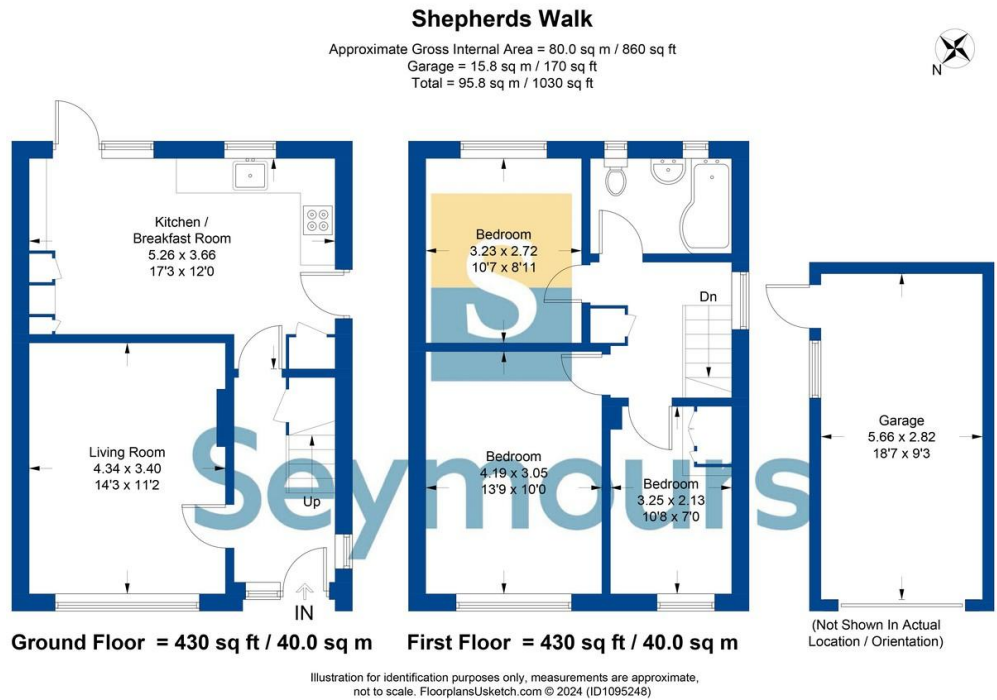 Shepherds Walk
Approximate Gross Internal Area = 80.0 sq m / 860 sq ft
Garage = 15.8 sq m / 170 sq ft
Total = 95.8 sq m / 1030 sq ft
N
Kitchen /
Breakfast Room
5.26 x 3.66
17'3 x 12'0
Living Room
4.34 x 3.40
14'3 x 11'2
Up
IN
Bedroom
3.23 x 2.72
10'7 x 8'11
Dn
Bedroom
4.19 x 3.05
13'9 x 10'0
Bedroom
3.25 x 2.13
10'8 x 7'0
Garage
5.66 x 2.82
18'7 x 9'3
S
Seymours
(Not Shown In Actual
Location / Orientation)
Ground Floor = 430 sq ft / 40.0 sq m
First Floor = 430 sq ft / 40.0 sq m
Illustration for identification purposes only, measurements are approximate,
not to scale. FloorplansUsketch.com © 2024 (ID1095248)